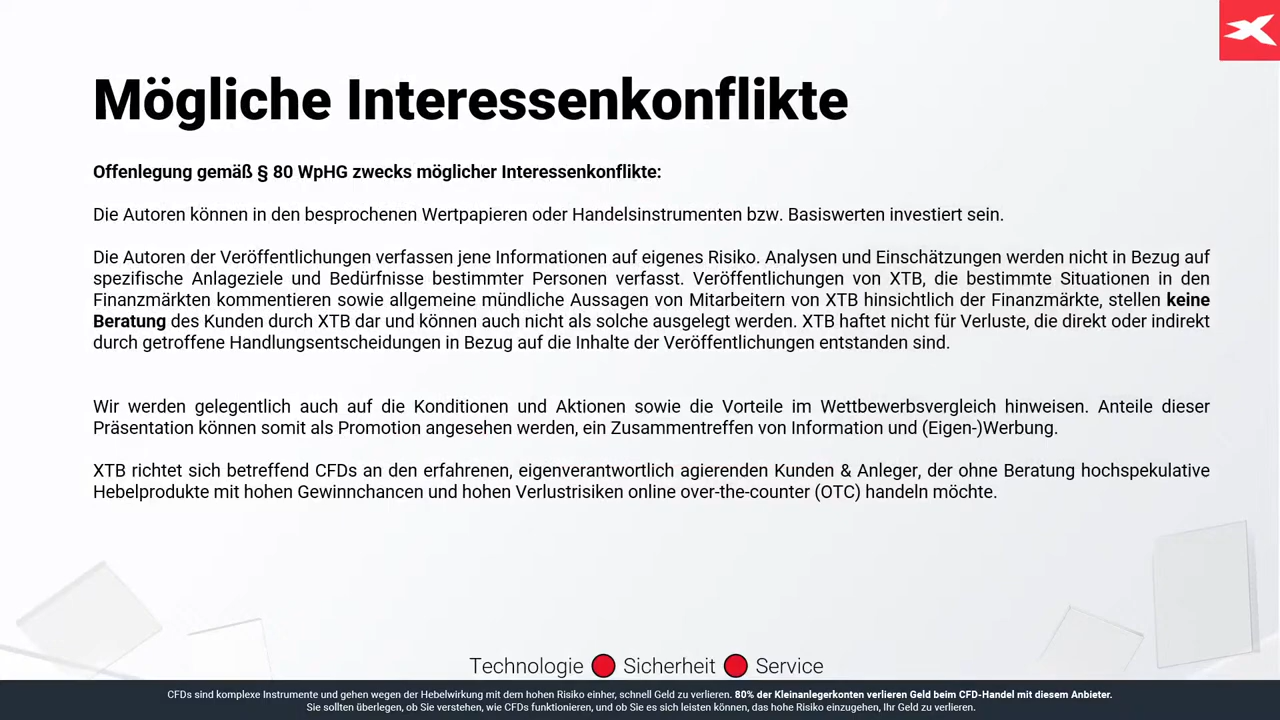 Mögliche Interessenkonflikte
Offenlegung gemäß § 80 WpHG zwecks möglicher Interessenkonflikte:
Die Autoren können in den besprochenen Wertpapieren oder Handelsinstrumenten bzw. Basiswerten investiert sein.
Die Autoren der Veröffentlichungen verfassen jene Informationen auf eigenes Risiko. Analysen und Einschätzungen werden nicht in Bezug auf
spezifische Anlageziele und Bedürfnisse bestimmter Personen verfasst. Veröffentlichungen von XTB, die bestimmte Situationen in den
Finanzmärkten kommentieren sowie allgemeine mündliche Aussagen von Mitarbeitern von XTB hinsichtlich der Finanzmärkte, stellen keine
Beratung des Kunden durch XTB dar und können auch nicht als solche ausgelegt werden. XTB haftet nicht für Verluste, die direkt oder indirekt
durch getroffene Handlungsentscheidungen in Bezug auf die Inhalte der Veröffentlichungen entstanden sind.
Wir werden gelegentlich auch auf die Konditionen und Aktionen sowie die Vorteile im Wettbewerbsvergleich hinweisen. Anteile dieser
Präsentation können somit als Promotion angesehen werden, ein Zusammentreffen von Information und (Eigen-)Werbung.
XTB richtet sich betreffend CFDs an den erfahrenen, eigenverantwortlich agierenden Kunden & Anleger, der ohne Beratung hochspekulative
Hebelprodukte mit hohen Gewinnchancen und hohen Verlustrisiken online over-the-counter (OTC) handeln möchte.
Technologie Sicherheit Service
CFDs sind komplexe Instrumente und gehen wegen der Hebelwirkung mit dem hohen Risiko einher, schnell Geld zu verlieren. 80% der Kleinanlegerkonten verlieren Geld beim CFD-Handel mit diesem Anbieter.
Sie sollten überlegen, ob Sie verstehen, wie CFDs funktionieren, und ob Sie es sich leisten können, das hohe Risiko einzugehen, Ihr Geld zu verlieren.